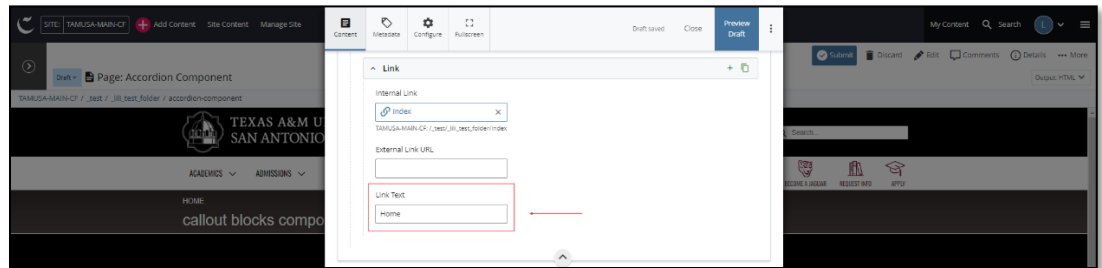 SITE: TAMUSA-MAIN-CF Add Content Site Content Manage Site
Content Metadata Configure Fullscreen
Draft saved Close Preview Draft
My Content Search L
Submit Discard Edit Comments Details More
Draft Page: Accordion Component
Output: HTML
TAMUSA-MAIN-CF / _test / _lili_test_folder / accordion-component
Link
Internal Link
Index
TAMUSA-MAIN-CF: /_test/_lili_test_folder/index
External Link URL
Link Text
Home
TEXAS A&M U
SAN ANTONIO
Search...
ACADEMICS ADMISSIONS
BECOME A JAGUAR REQUEST INFO APPLY
HOME
callout blocks compo